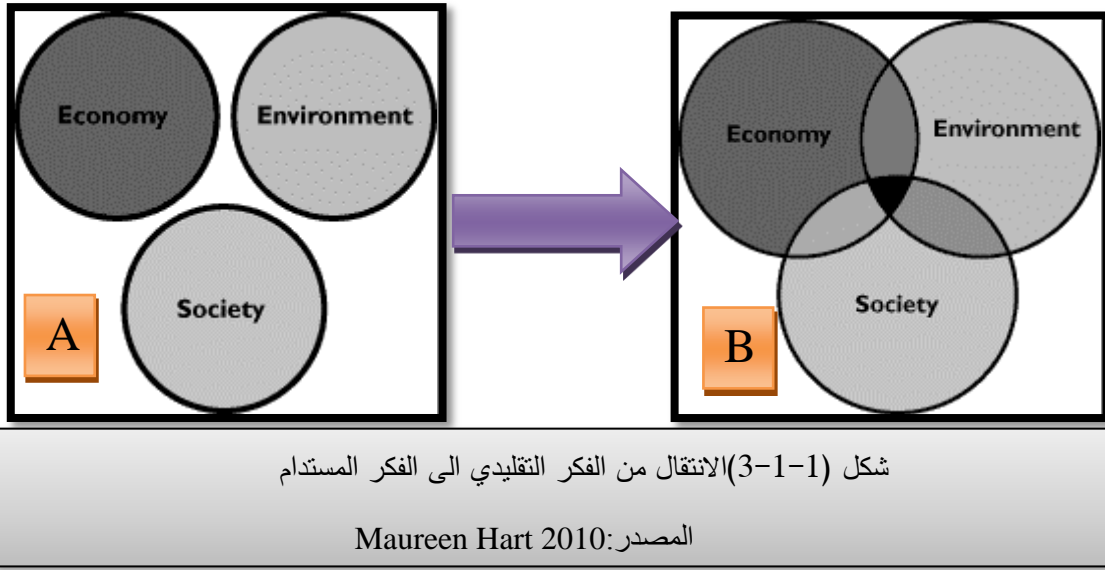 Economy
Environment
Society
A
Economy
Environment
Society
B
شكل (1-1-3)الانتقال من الفكر التقليدي الى الفكر المستدام
المصدر:Maureen Hart 2010